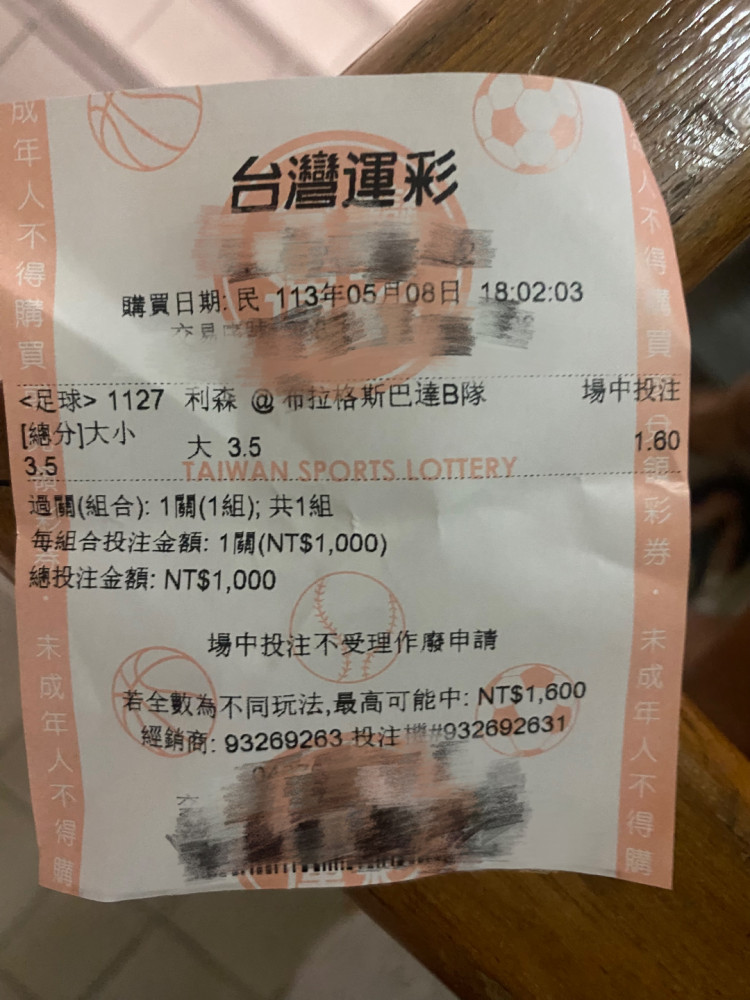 台灣運彩
購買日期: 民 113年05月08日 18:02:03
<足球> 1127 利森 @ 布拉格斯巴達B隊 場中投注
[總分]大小 大 3.5 1.60
3.5
TAIWAN SPORTS LOTTERY
過關(組合): 1關(1組); 共1組
每組合投注金額: 1關(NT$1,000)
總投注金額: NT$1,000
場中投注不受理作廢申請
若全數為不同玩法,最高可能中: NT$1,600
經銷商: 93269263 投注機#932692631
成年人不得購買
未成年人不得購
人不得購買
彩券 · 未成年人不得購